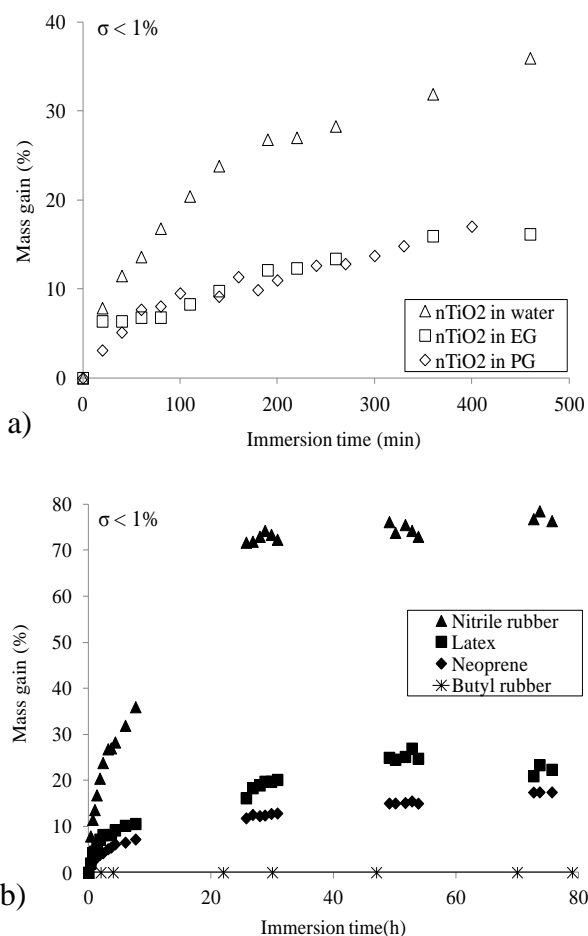 40
σ < 1%
30
20
10
0
Mass gain (%)
nTiO2 in water
nTiO2 in EG
nTiO2 in PG
0 100 200 300 400 500
a)
Immersion time (min)
80
σ < 1%
70
60
50
40
30
20
10
0
Mass gain (%)
Nitrile rubber
Latex
Neoprene
Butyl rubber
0 20 40 60 80
b)
Immersion time(h)